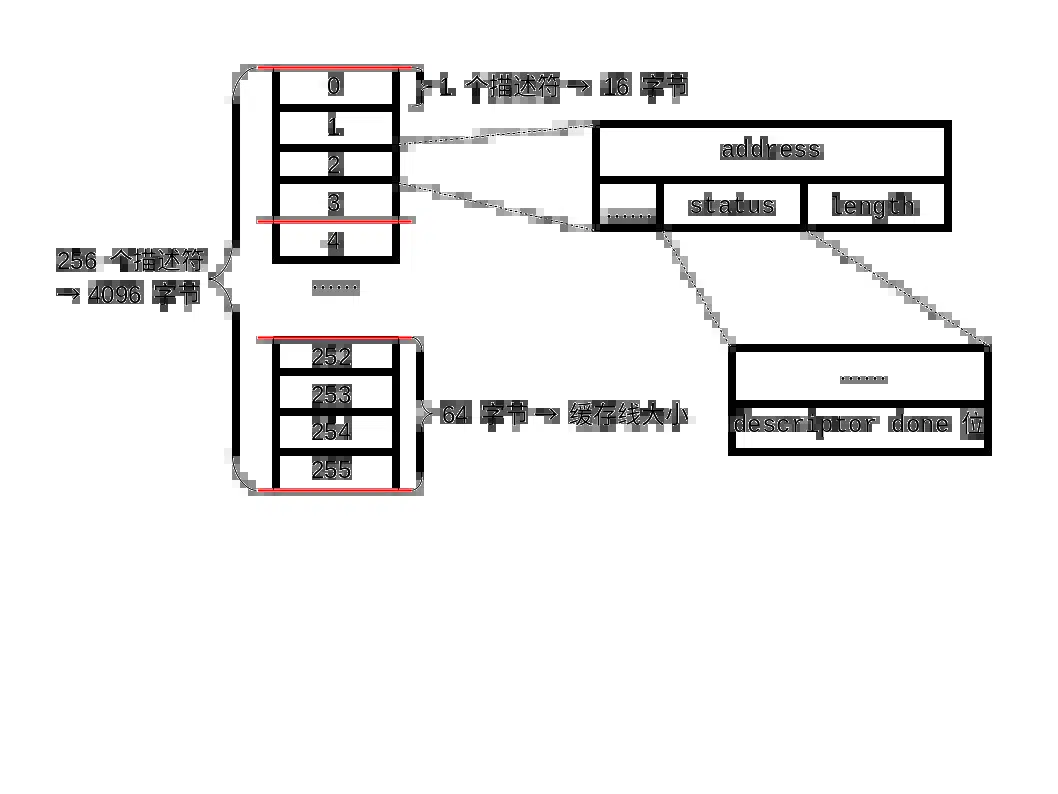 0
1 个描述符 → 16 字节
1
address
2
3
...... status length
4
256 个描述符
→ 4096 字节
......
252
......
253
64 字节 → 缓存线大小
254
descriptor done 位
255